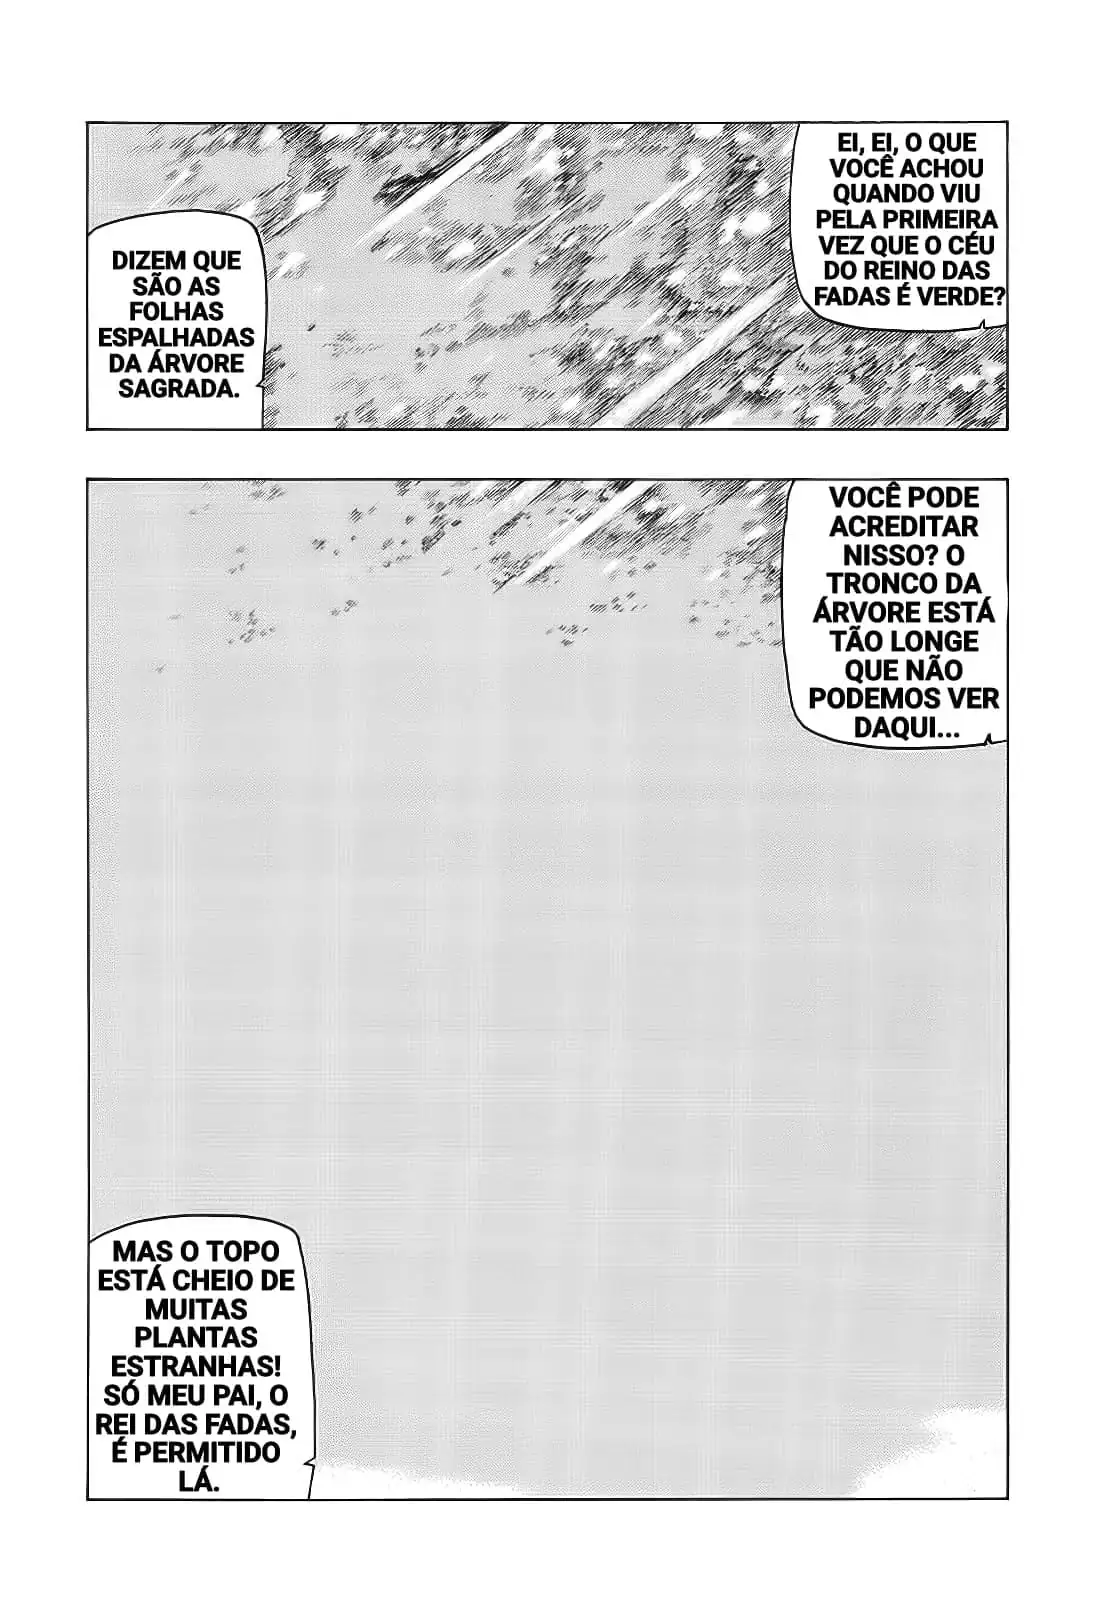 EI, EI, O QUE
VOCÊ ACHOU
QUANDO VIU
PELA PRIMEIRA
VEZ QUE O CÉU
DO REINO DAS
FADAS É VERDE?
DIZEM QUE
SÃO AS
FOLHAS
ESPALHADAS
DA ÁRVORE
SAGRADA.
VOCÊ PODE
ACREDITAR
NISSO? O
TRONCO DA
ÁRVORE ESTÁ
TÃO LONGE
QUE NÃO
PODEMOS VER
DAQUI...
MAS O TOPO
ESTÁ CHEIO DE
MUITAS
PLANTAS
ESTRANHAS!
SÓ MEU PAI, O
REI DAS FADAS,
É PERMITIDO
LÁ.